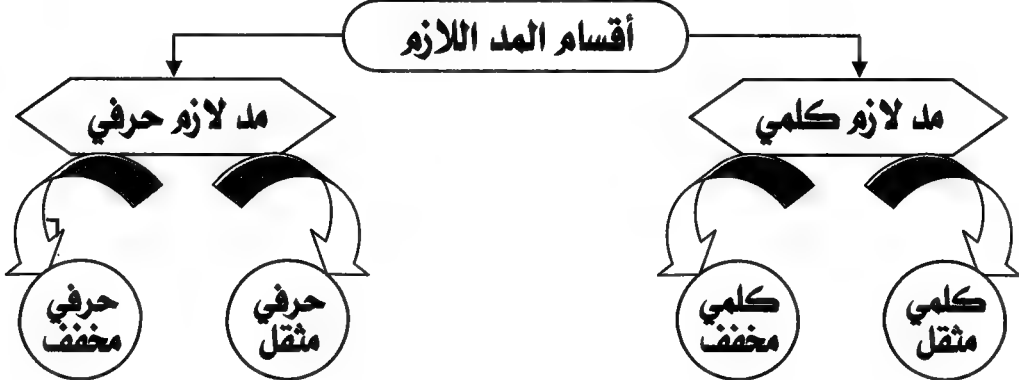 أقسام المد اللازم
مد لازم كلمي
مد لازم حرفي
كلمي
مثقل
كلمي
مخفف
حرفي
مثقل
حرفي
مخفف